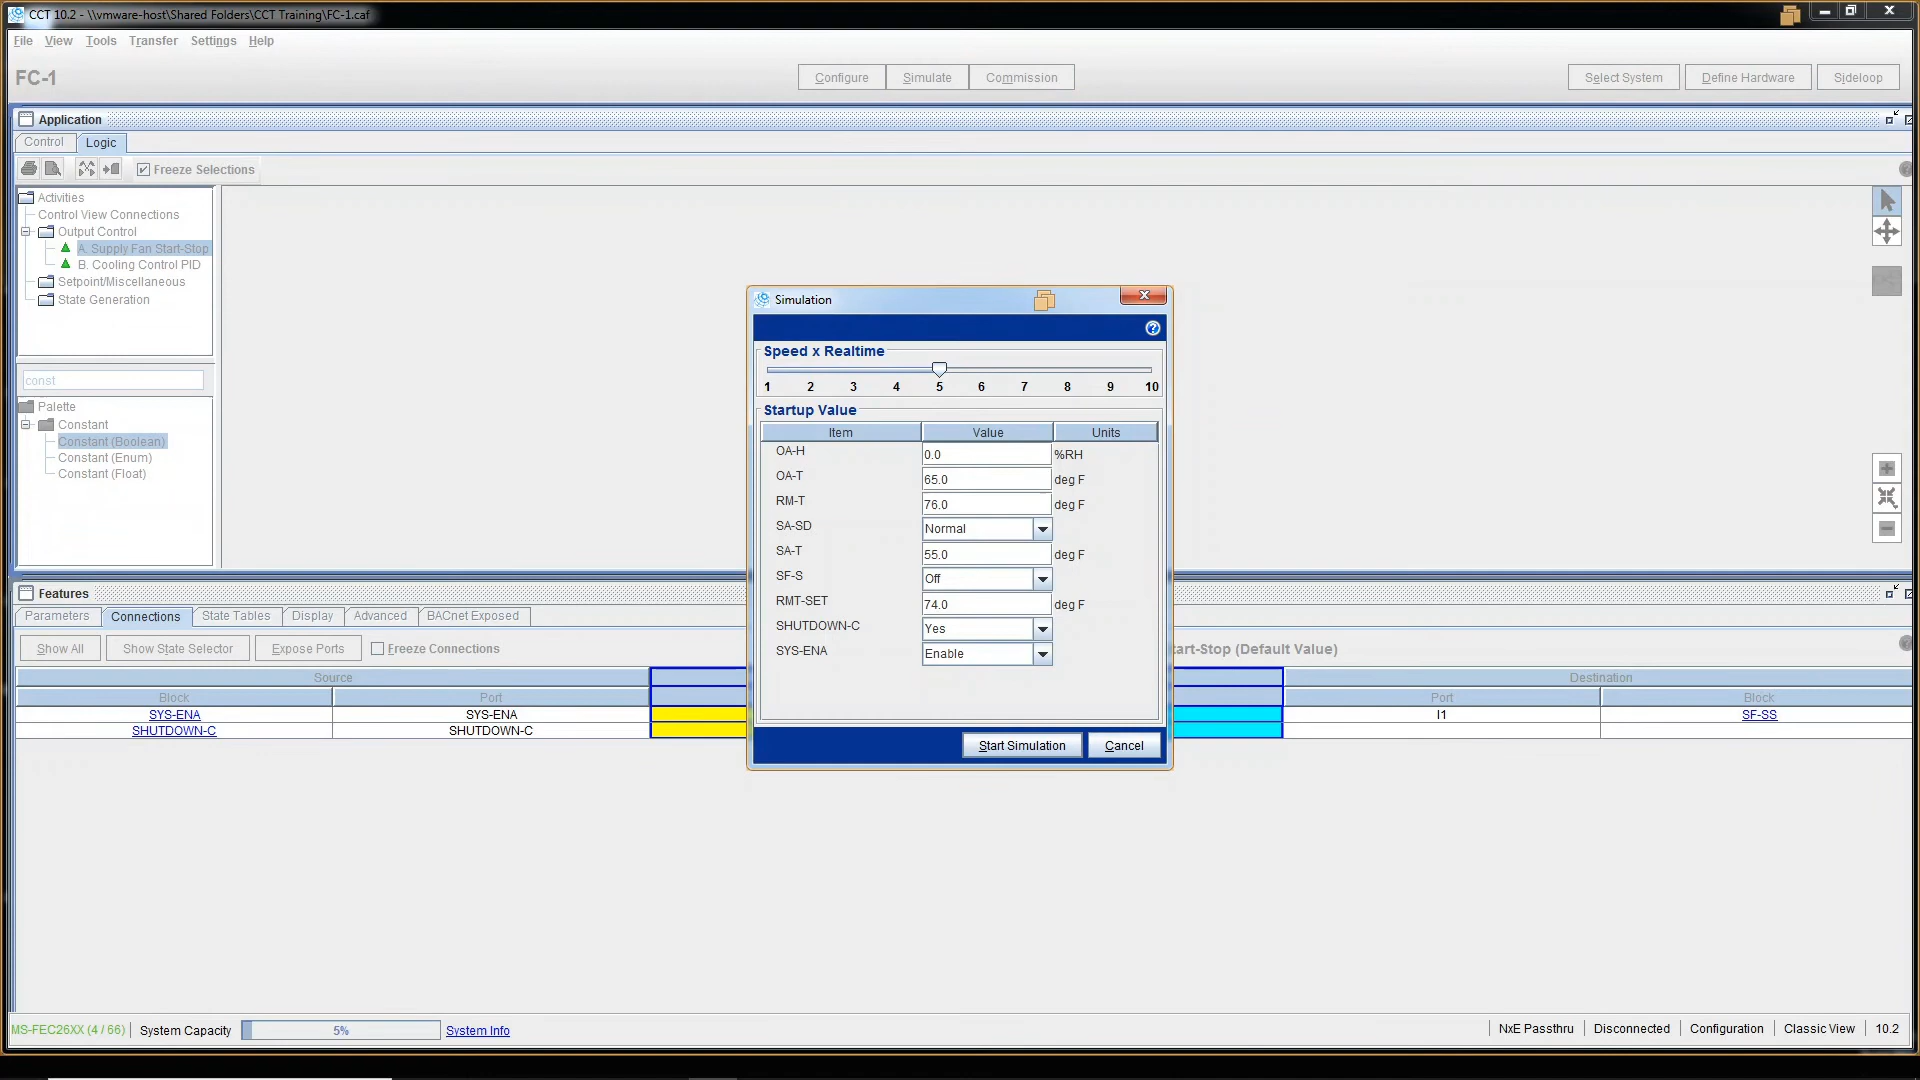 CCT 10.2 - \\vmware-host\Shared Folders\CCT Training\FC-1.caf
File View Tools Transfer Settings Help
FC-1
Configure Simulate Commission
Select System Define Hardware Sideloop
Application
Control Logic
Freeze Selections
Activities
Control View Connections
Output Control
A. Supply Fan Start-Stop
B. Cooling Control PID
Setpoint/Miscellaneous
State Generation
const
Palette
Constant
Constant (Boolean)
Constant (Enum)
Constant (Float)
Simulation
Speed x Realtime
1 2 3 4 5 6 7 8 9 10
Startup Value
Item Value Units
OA-H 0.0 %RH
OA-T 65.0 deg F
RM-T 76.0 deg F
SA-SD Normal
SA-T 55.0 deg F
SF-S Off
RMT-SET 74.0 deg F
SHUTDOWN-C Yes
SYS-ENA Enable
Start Simulation Cancel
Features
Parameters Connections State Tables Display Advanced BACnet Exposed
Show All Show State Selector Expose Ports Freeze Connections
tart-Stop (Default Value)
Source Destination
Block Port Port Block
SYS-ENA SYS-ENA I1 SF-SS
SHUTDOWN-C SHUTDOWN-C
MS-FEC26XX (4 / 66) System Capacity 5% System Info
NxE Passthru Disconnected Configuration Classic View 10.2